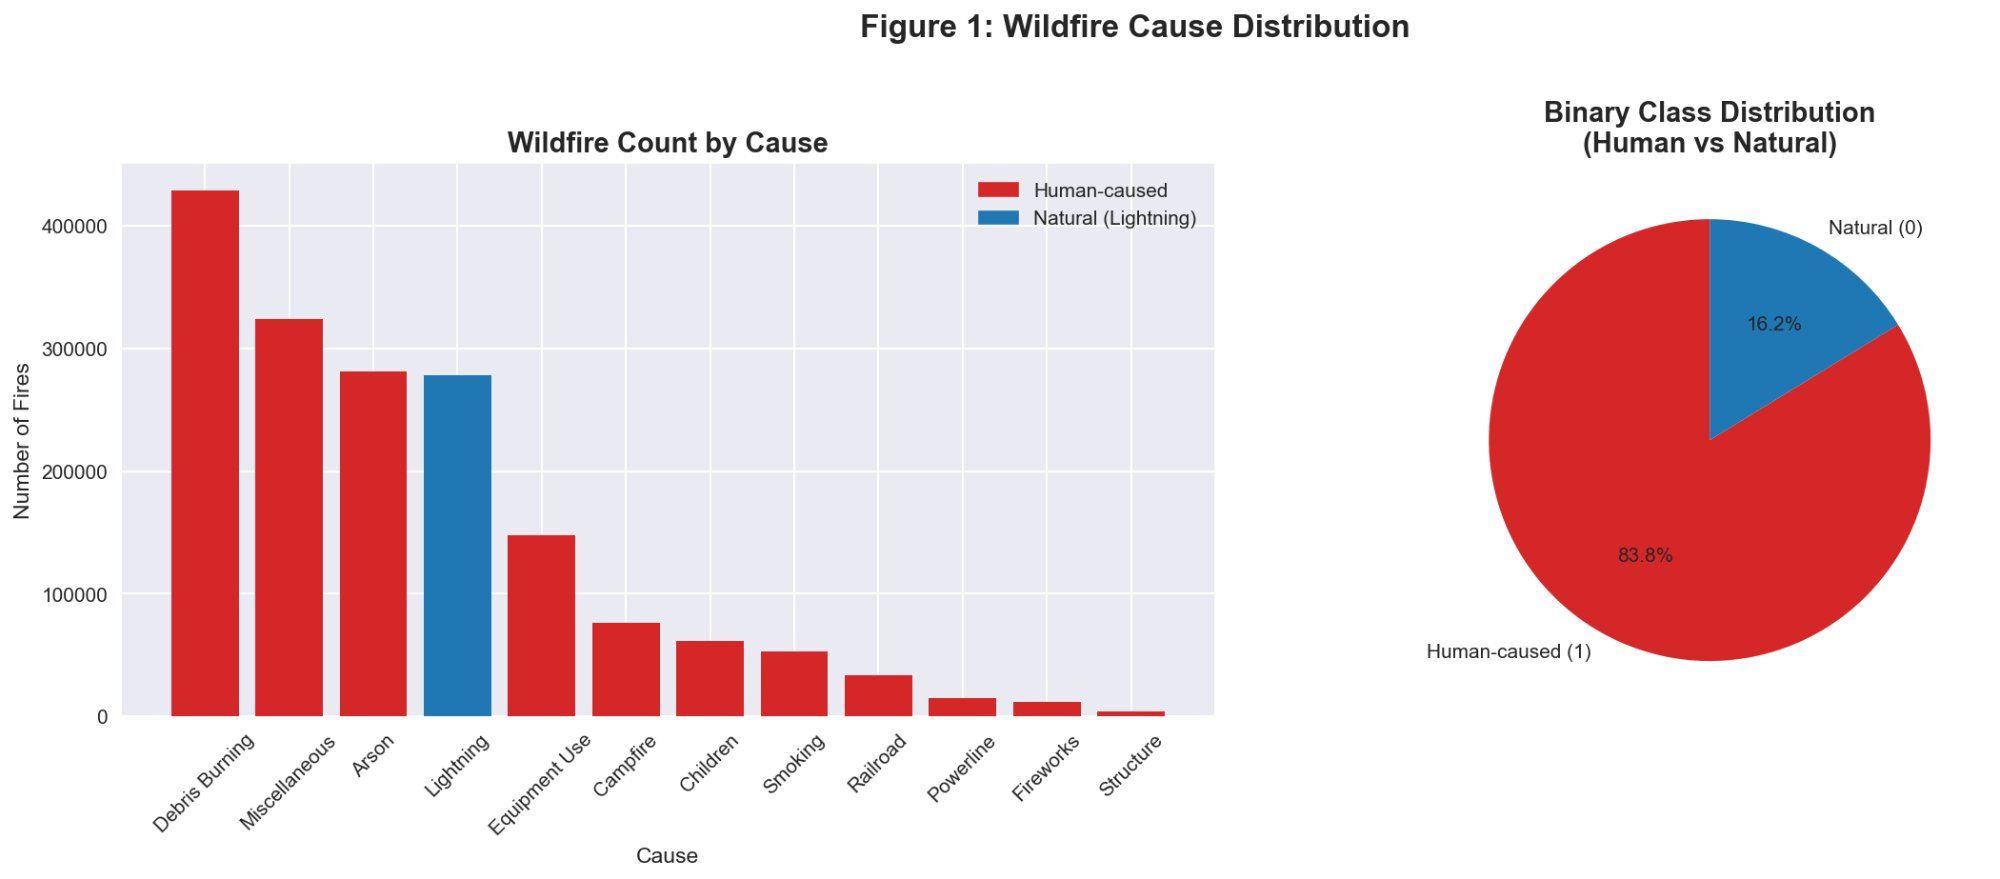 Figure 1: Wildfire Cause Distribution
Wildfire Count by Cause
Human-caused
Natural (Lightning)
Number of Fires
400000
300000
200000
100000
0
Debris Burning
Miscellaneous
Arson
Lightning
Equipment Use
Campfire
Children
Smoking
Railroad
Powerline
Fireworks
Structure
Cause
Binary Class Distribution
(Human vs Natural)
Natural (0)
16.2%
83.8%
Human-caused (1)